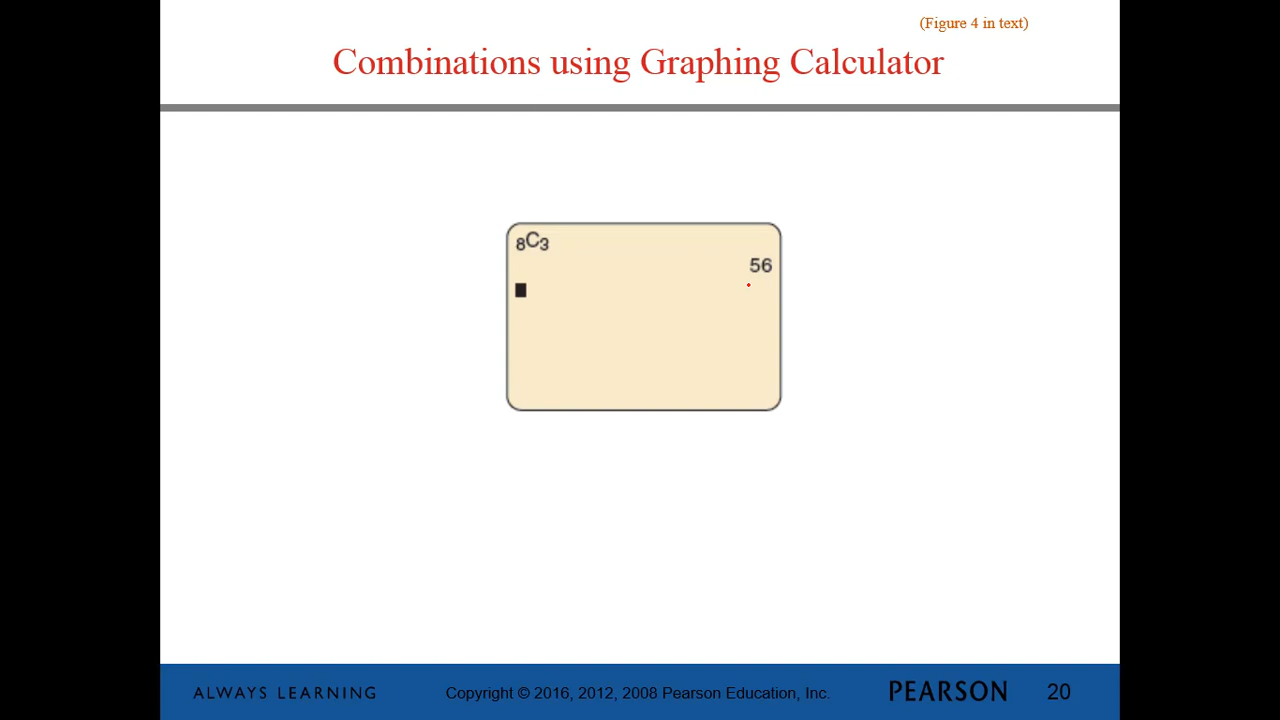 (Figure 4 in text)
Combinations using Graphing Calculator
₈C₃
56
ALWAYS LEARNING
Copyright © 2016, 2012, 2008 Pearson Education, Inc.
PEARSON
20